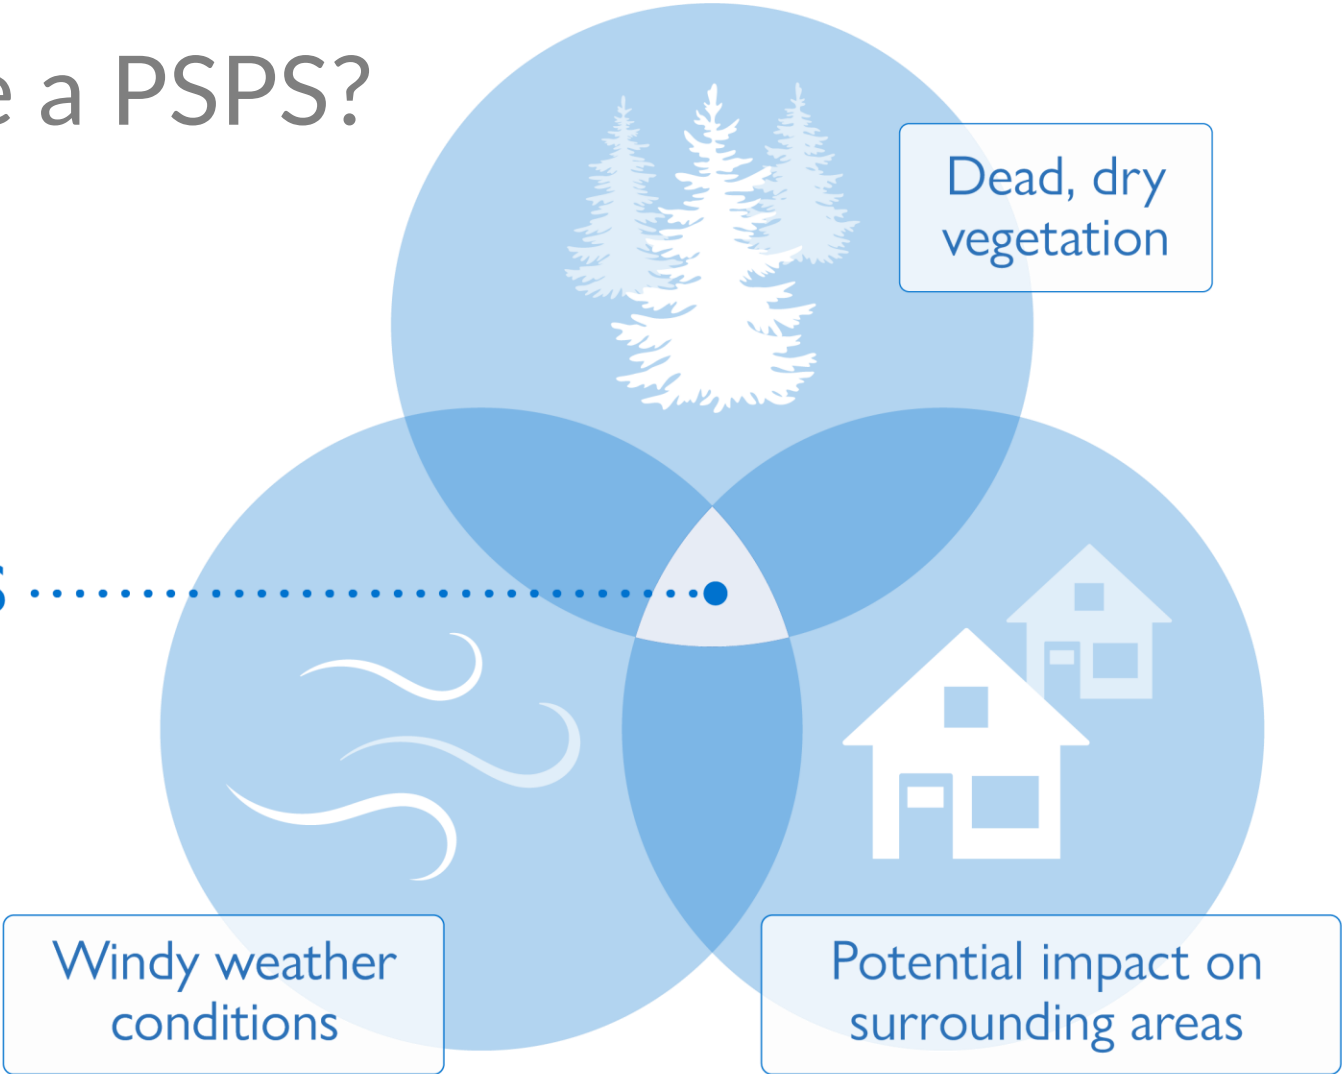 a PSPS?
Dead, dry
vegetation
Windy weather
conditions
Potential impact on
surrounding areas